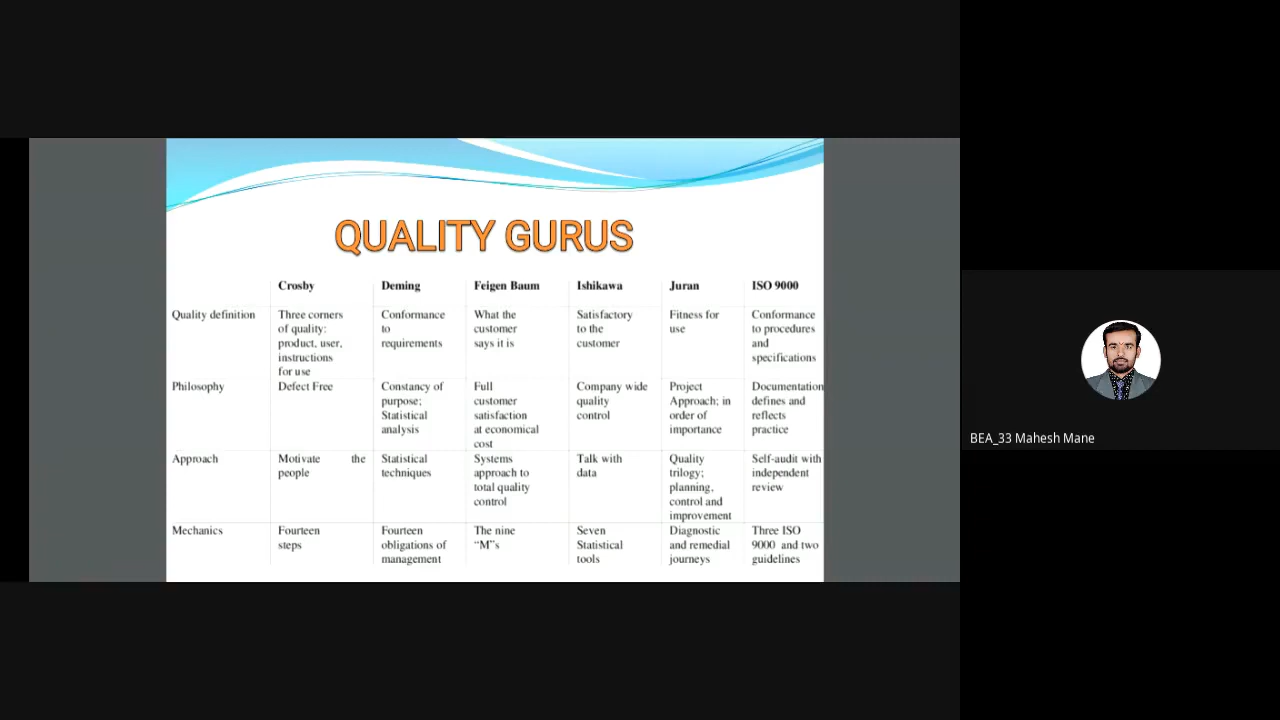 QUALITY GURUS
Crosby Deming Feigen Baum Ishikawa Juran ISO 9000
Quality definition Three corners Conformance What the Satisfactory Fitness for Conformance
of quality: to customer to the use to procedures
product, user, requirements says it is customer and
instructions specifications
for use
Philosophy Defect Free Constancy of Full Company wide Project Documentation
purpose; customer quality Approach; in defines and
Statistical satisfaction control order of reflects
analysis at economical importance practice
cost
Approach Motivate the Statistical Systems Talk with Quality Self-audit with
people techniques approach to data trilogy; independent
total quality planning, review
control control and
improvement
Mechanics Fourteen Fourteen The nine Seven Diagnostic Three ISO
steps obligations of “M”s Statistical and remedial 9000 and two
management tools journeys guidelines
BEA_33 Mahesh Mane